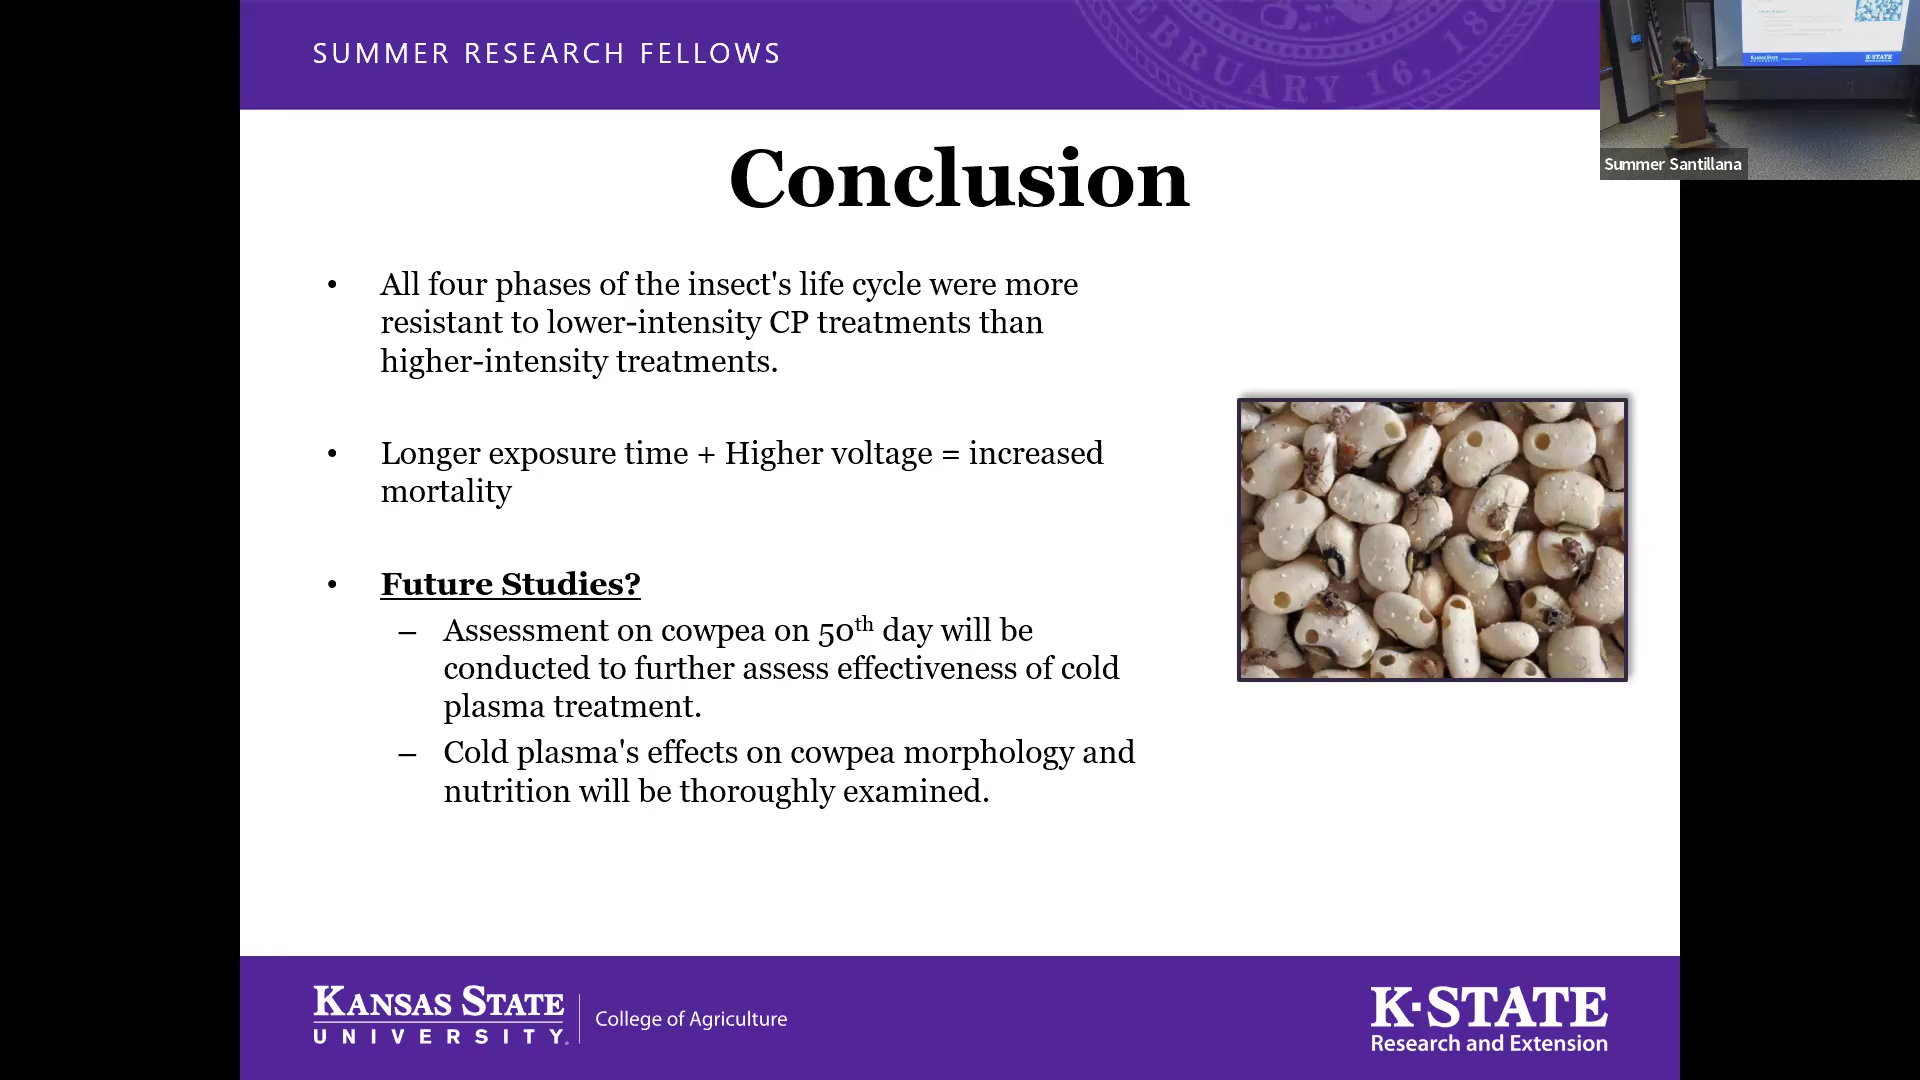 SUMMER RESEARCH FELLOWS
FEBRUARY 16, 186
Summer Santillana
Conclusion
• All four phases of the insect's life cycle were more
resistant to lower-intensity CP treatments than
higher-intensity treatments.
• Longer exposure time + Higher voltage = increased
mortality
• Future Studies?
– Assessment on cowpea on 50th day will be
conducted to further assess effectiveness of cold
plasma treatment.
– Cold plasma's effects on cowpea morphology and
nutrition will be thoroughly examined.
KANSAS STATE
UNIVERSITY
College of Agriculture
K-STATE
Research and Extension